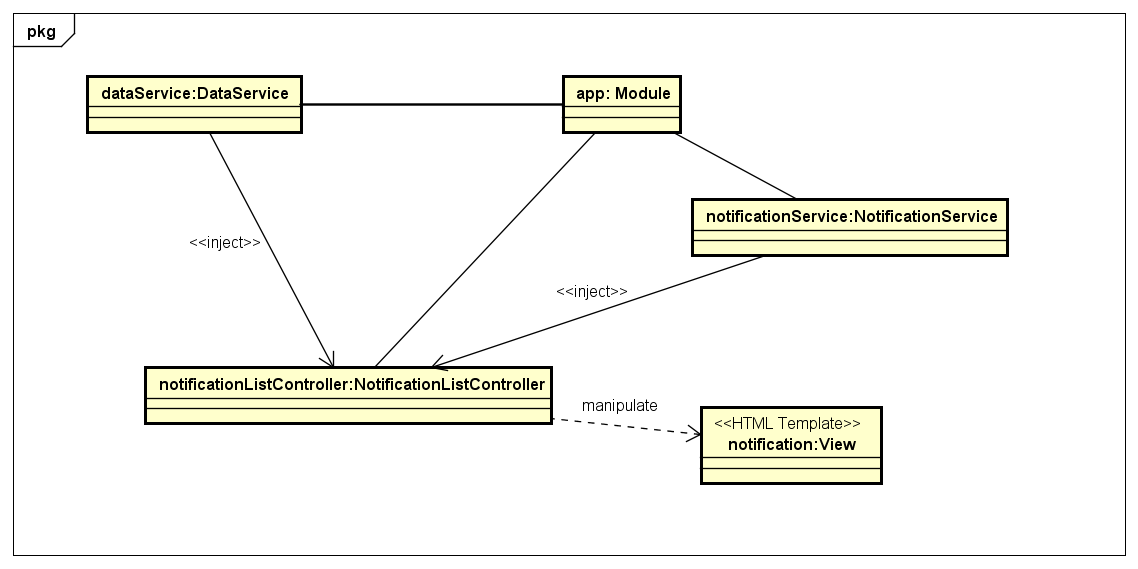 pkg
dataService:DataService
app: Module
notificationService:NotificationService
<<inject>>
<<inject>>
notificationListController:NotificationListController
manipulate
<<HTML Template>>
notification:View